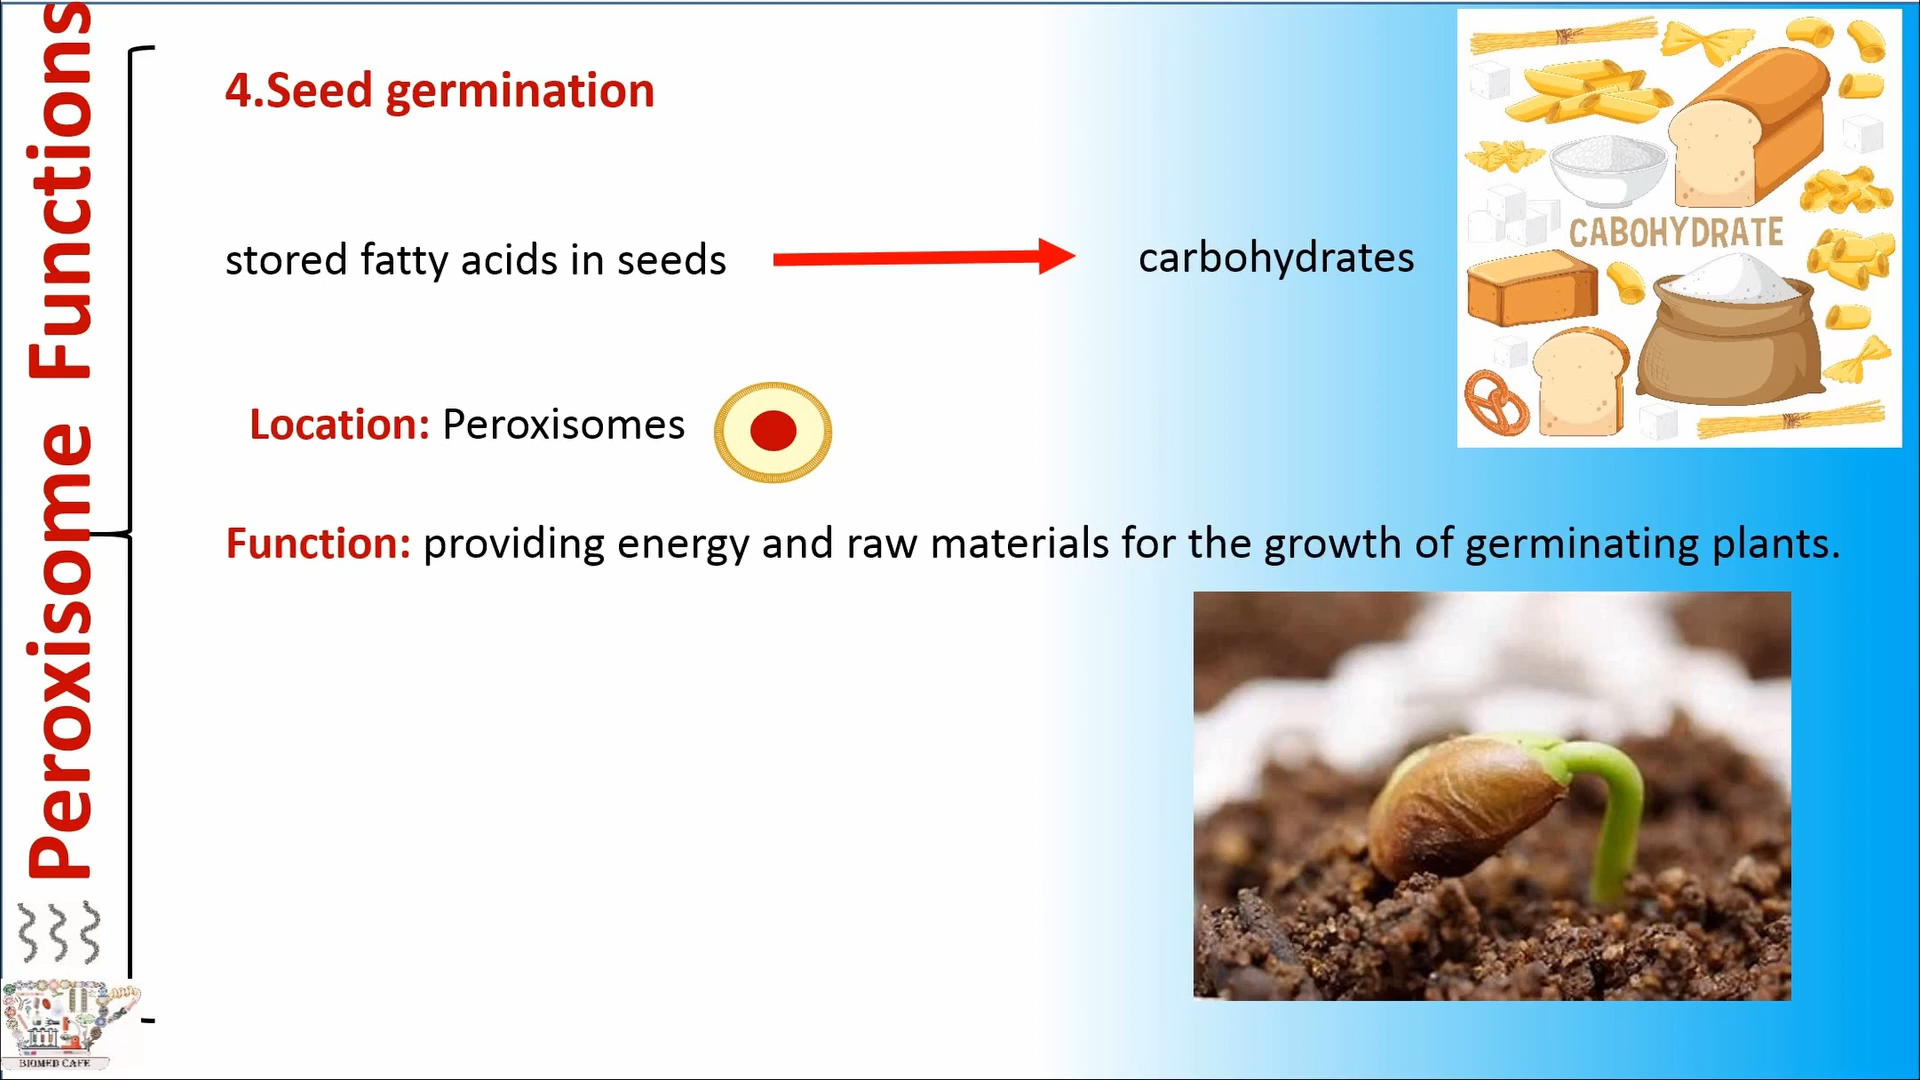 Peroxisome Functions
4.Seed germination
stored fatty acids in seeds
carbohydrates
CABOHYDRATE
Location: Peroxisomes
Function: providing energy and raw materials for the growth of germinating plants.
BIOMED CAFE